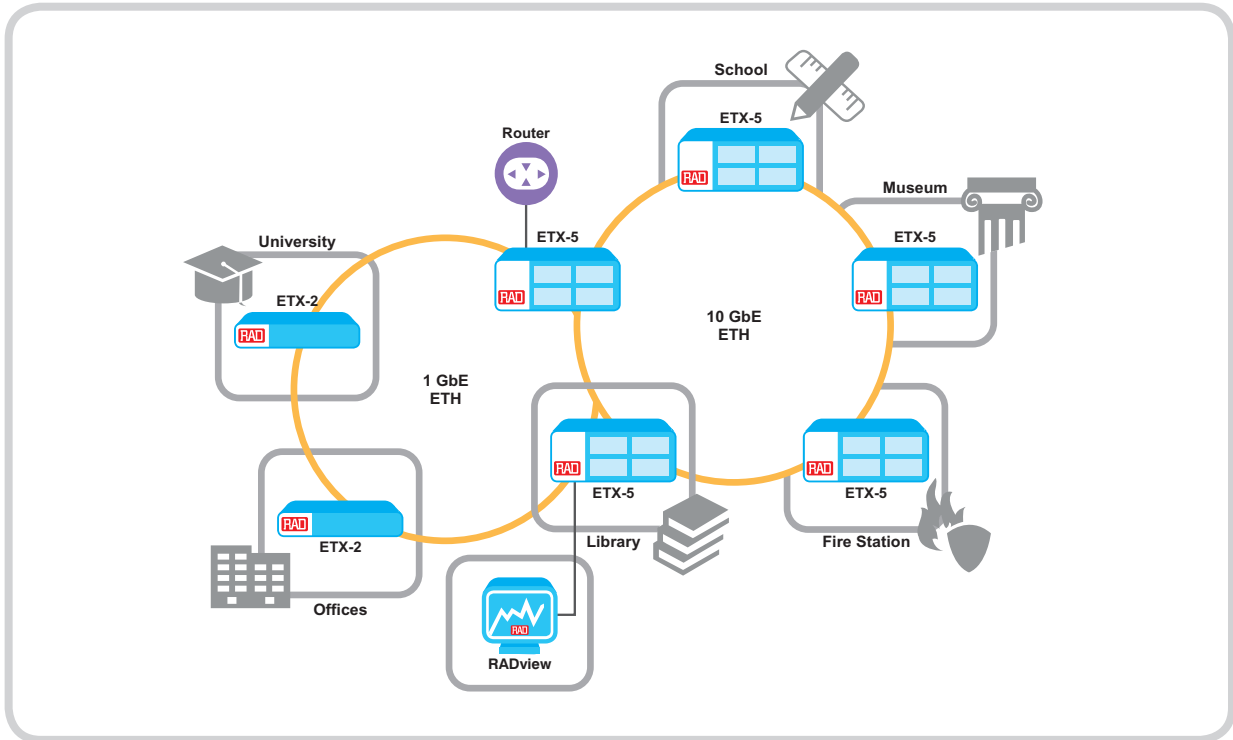 School
ETX-5
RAD
Router
ETX-5
RAD
Museum
ETX-5
RAD
University
ETX-2
RAD
10 GbE
ETH
1 GbE
ETH
RAD
ETX-5
Library
RAD
ETX-5
Fire Station
RAD
ETX-2
Offices
RAD
RADview